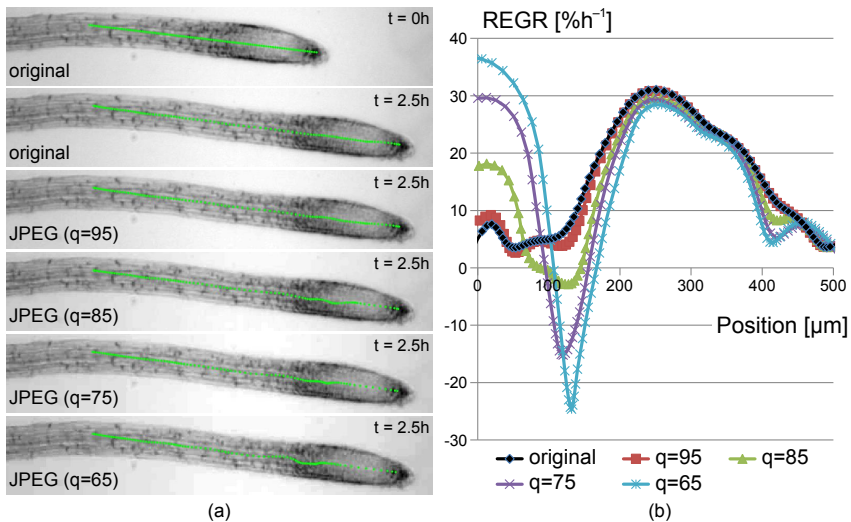 t = 0h
original
t = 2.5h
original
t = 2.5h
JPEG (q=95)
t = 2.5h
JPEG (q=85)
t = 2.5h
JPEG (q=75)
t = 2.5h
JPEG (q=65)
(a)
REGR [%h⁻¹]
40
30
20
10
0
-10
-20
-30
0 100 200 300 400 500
Position [µm]
original q=95 q=85
q=75 q=65
(b)